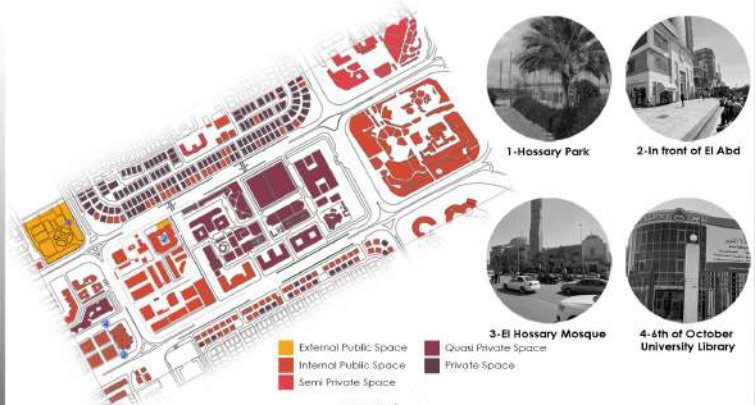 1-Hossary Park
2-In front of El Abd
3-El Hossary Mosque
4-6th of October
University Library
External Public Space
Internal Public Space
Semi Private Space
Quasi Private Space
Private Space